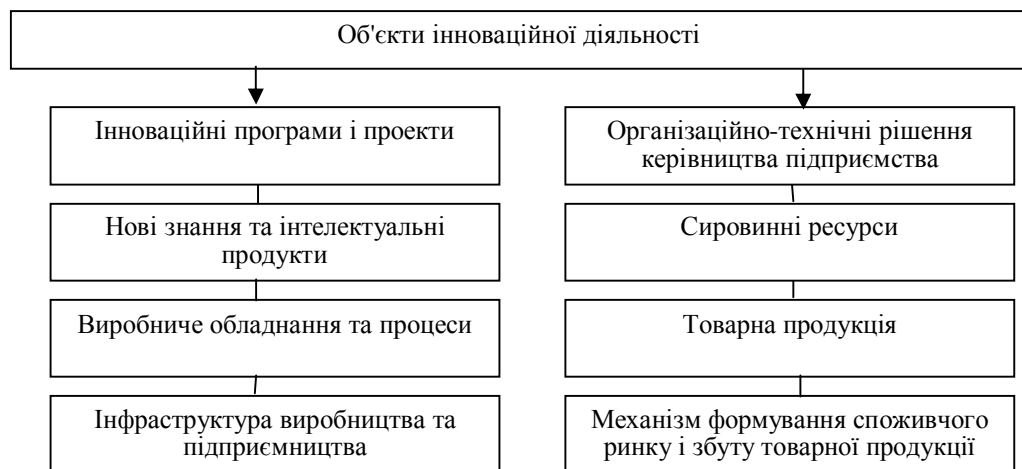 Об'єкти інноваційної діяльності
Інноваційні програми і проекти
Нові знання та інтелектуальні
продукти
Виробниче обладнання та процеси
Інфраструктура виробництва та
підприємництва
Організаційно-технічні рішення
керівництва підприємства
Сировинні ресурси
Товарна продукція
Механізм формування споживчого
ринку і збуту товарної продукції